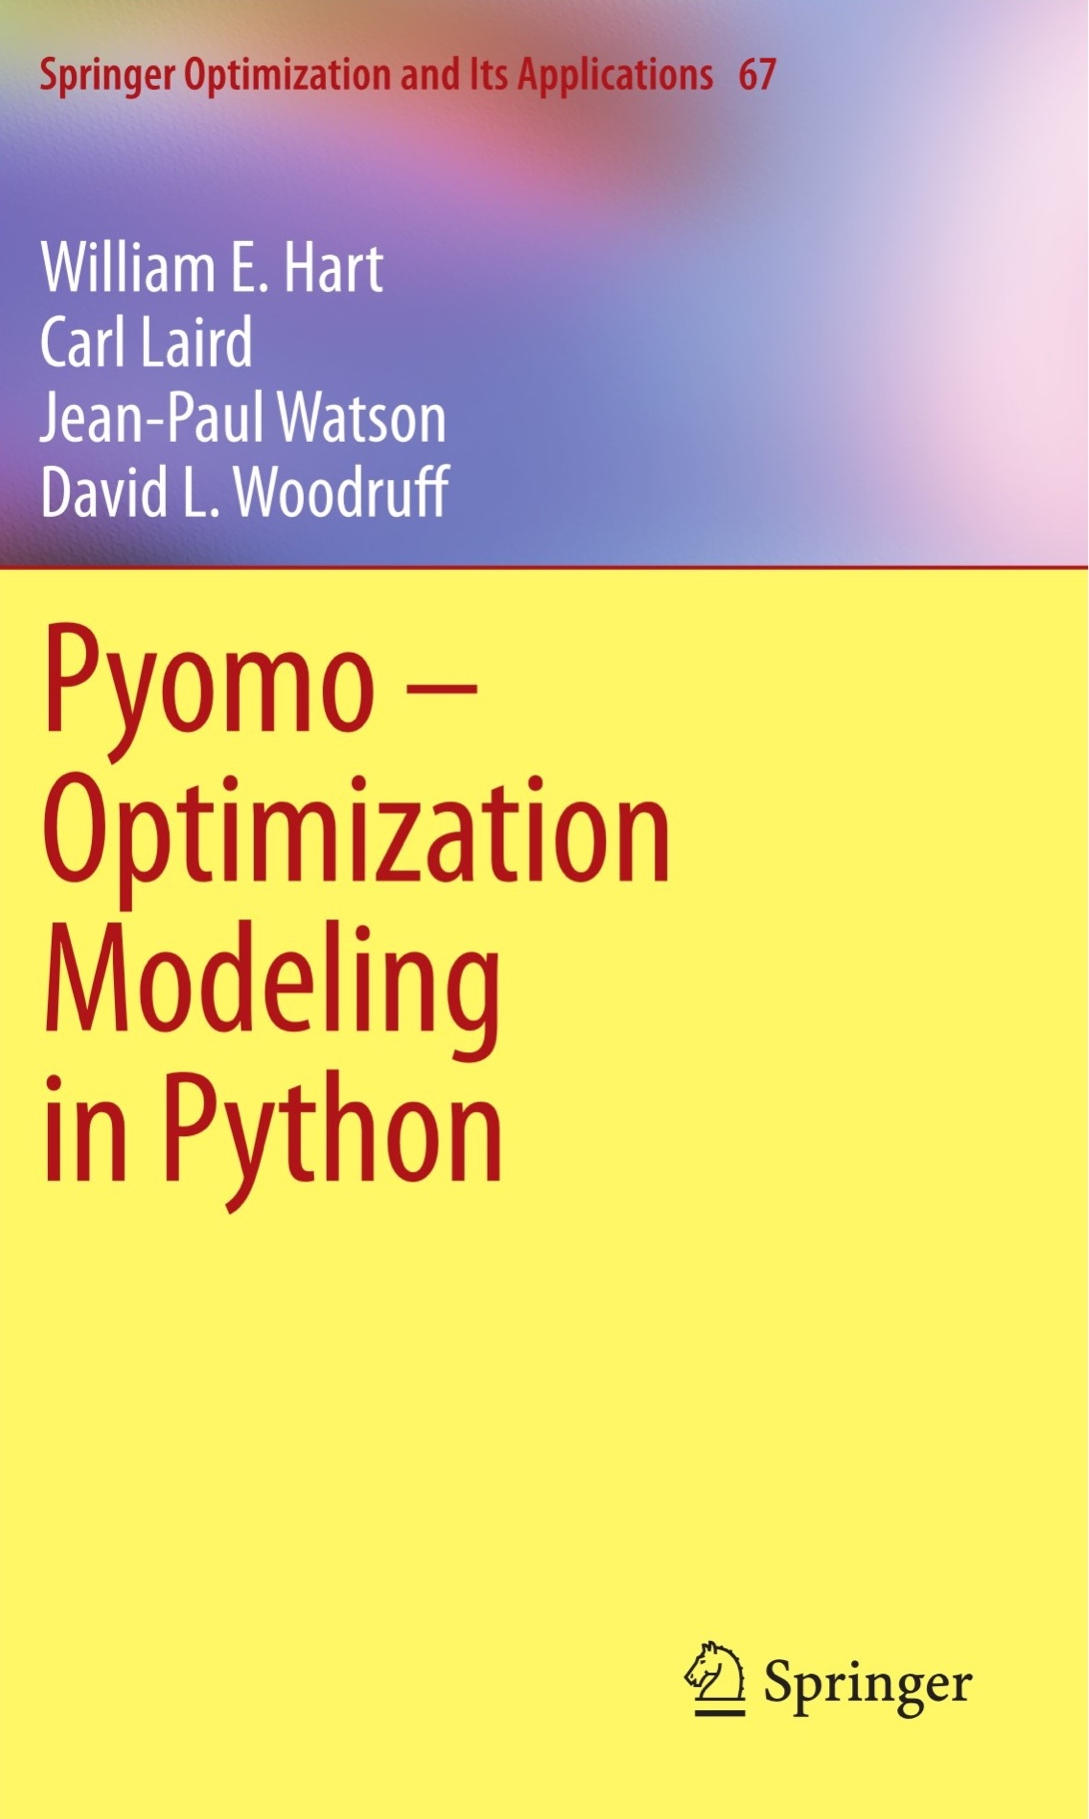 Springer Optimization and Its Applications 67
William E. Hart
Carl Laird
Jean-Paul Watson
David L. Woodruff
Pyomo –
Optimization
Modeling
in Python
Springer